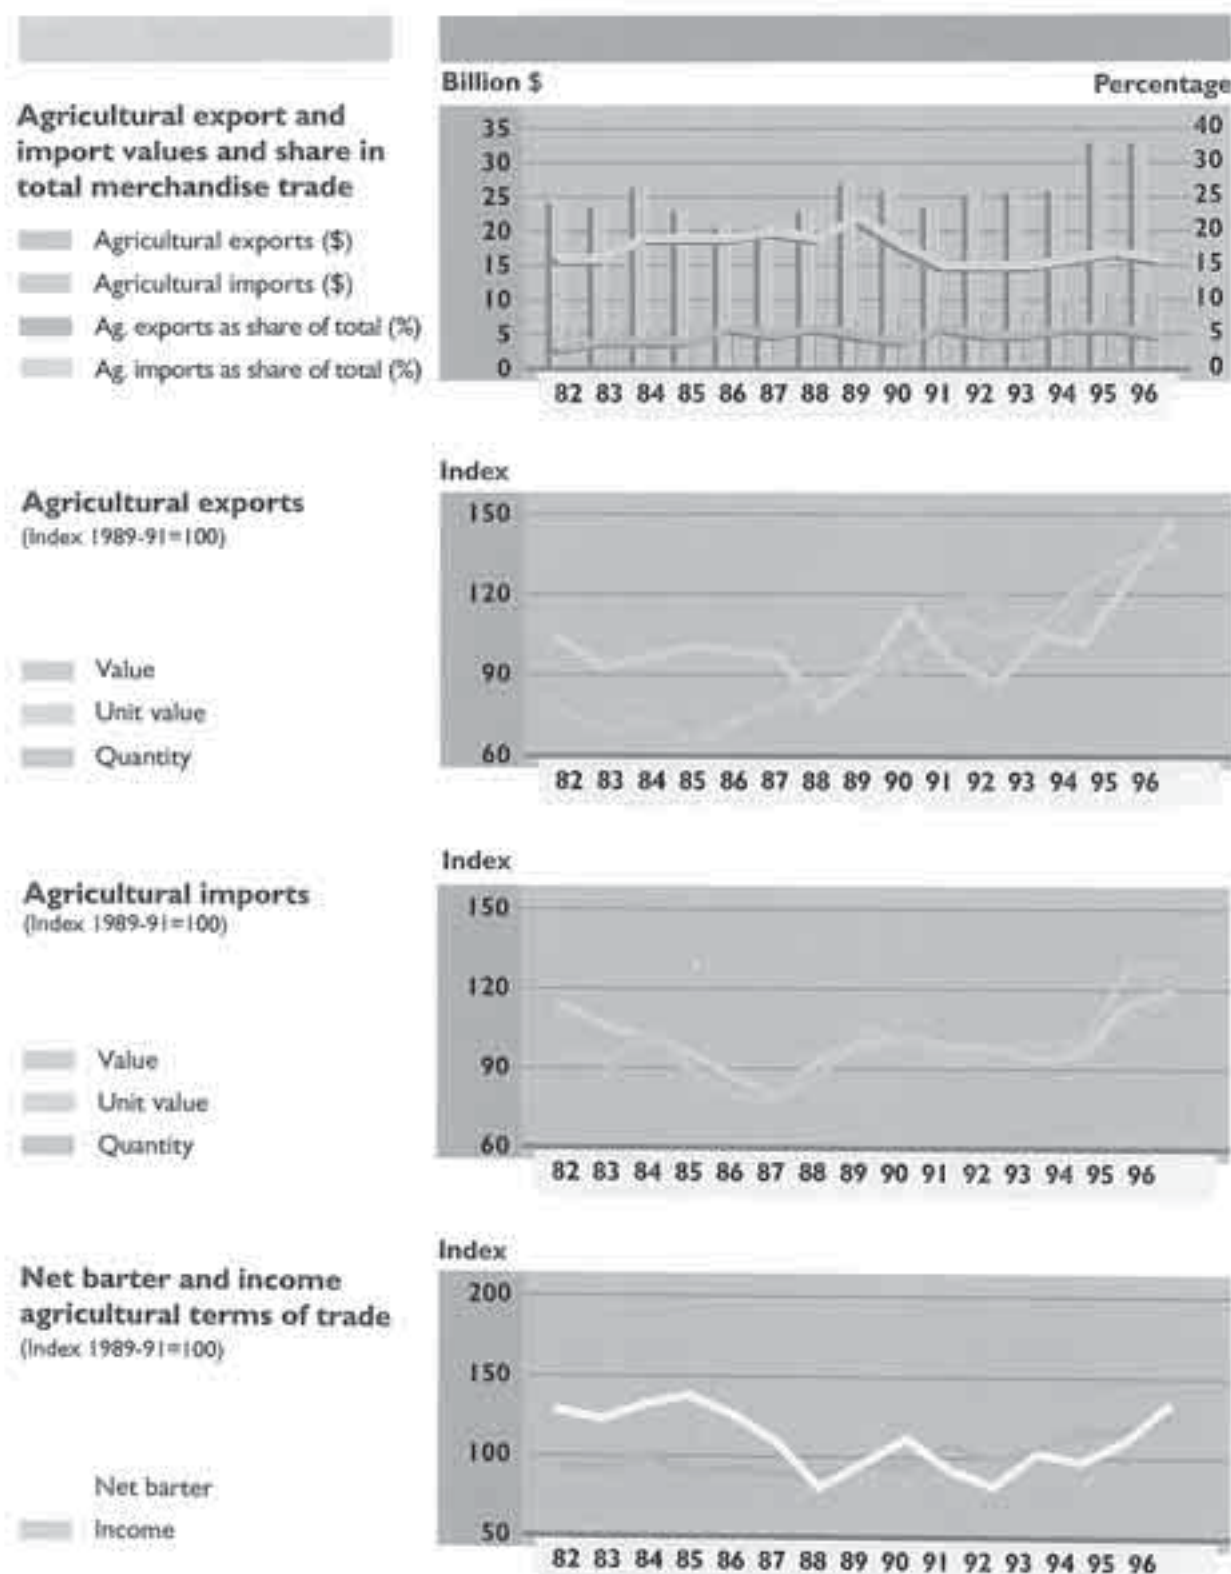 Agricultural export and
import values and share in
total merchandise trade
Agricultural exports ($)
Agricultural imports ($)
Ag. exports as share of total (%)
Ag. imports as share of total (%)
Billion $
Percentage
35
30
25
20
15
10
5
0
40
30
25
20
15
10
5
0
82 83 84 85 86 87 88 89 90 91 92 93 94 95 96
Agricultural exports
(Index 1989-91=100)
Value
Unit value
Quantity
Index
150
120
90
60
82 83 84 85 86 87 88 89 90 91 92 93 94 95 96
Agricultural imports
(Index 1989-91=100)
Value
Unit value
Quantity
Index
150
120
90
60
82 83 84 85 86 87 88 89 90 91 92 93 94 95 96
Net barter and income
agricultural terms of trade
(Index 1989-91=100)
Net barter
Income
Index
200
150
100
50
82 83 84 85 86 87 88 89 90 91 92 93 94 95 96